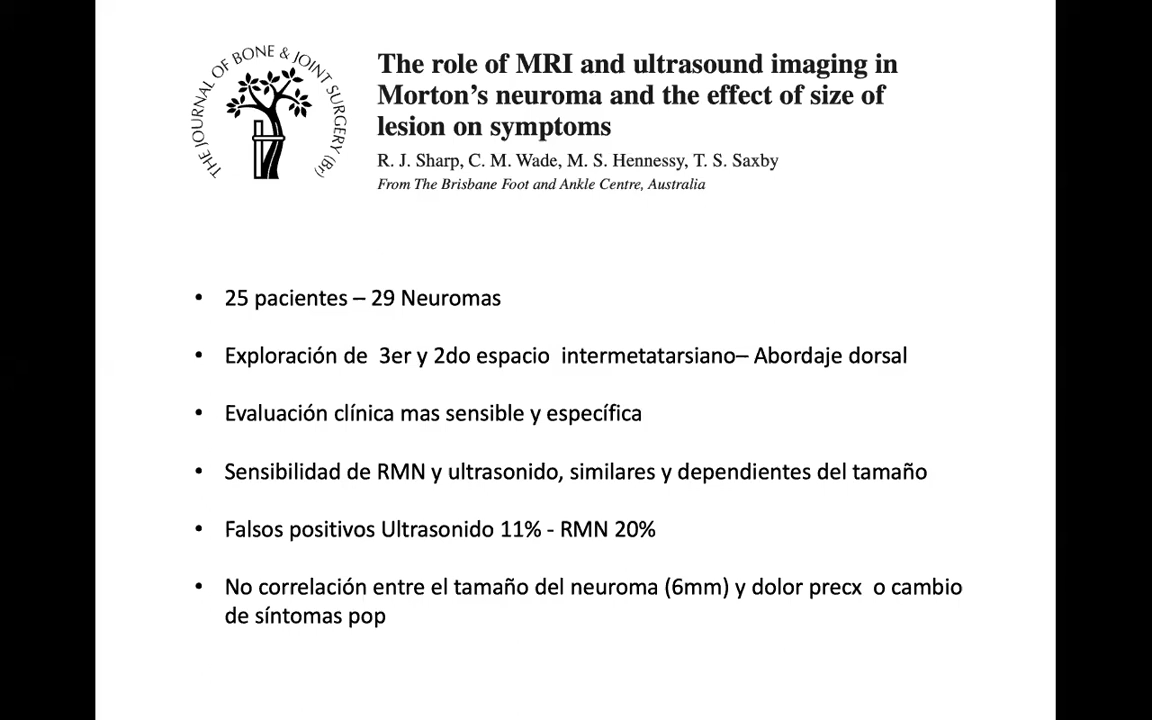 THE JOURNAL OF BONE & JOINT SURGERY (Br)
The role of MRI and ultrasound imaging in
Morton's neuroma and the effect of size of
lesion on symptoms
R. J. Sharp, C. M. Wade, M. S. Hennessy, T. S. Saxby
From The Brisbane Foot and Ankle Centre, Australia
• 25 pacientes – 29 Neuromas
• Exploración de 3er y 2do espacio intermetatarsiano– Abordaje dorsal
• Evaluación clínica mas sensible y específica
• Sensibilidad de RMN y ultrasonido, similares y dependientes del tamaño
• Falsos positivos Ultrasonido 11% - RMN 20%
• No correlación entre el tamaño del neuroma (6mm) y dolor precx o cambio
de síntomas pop